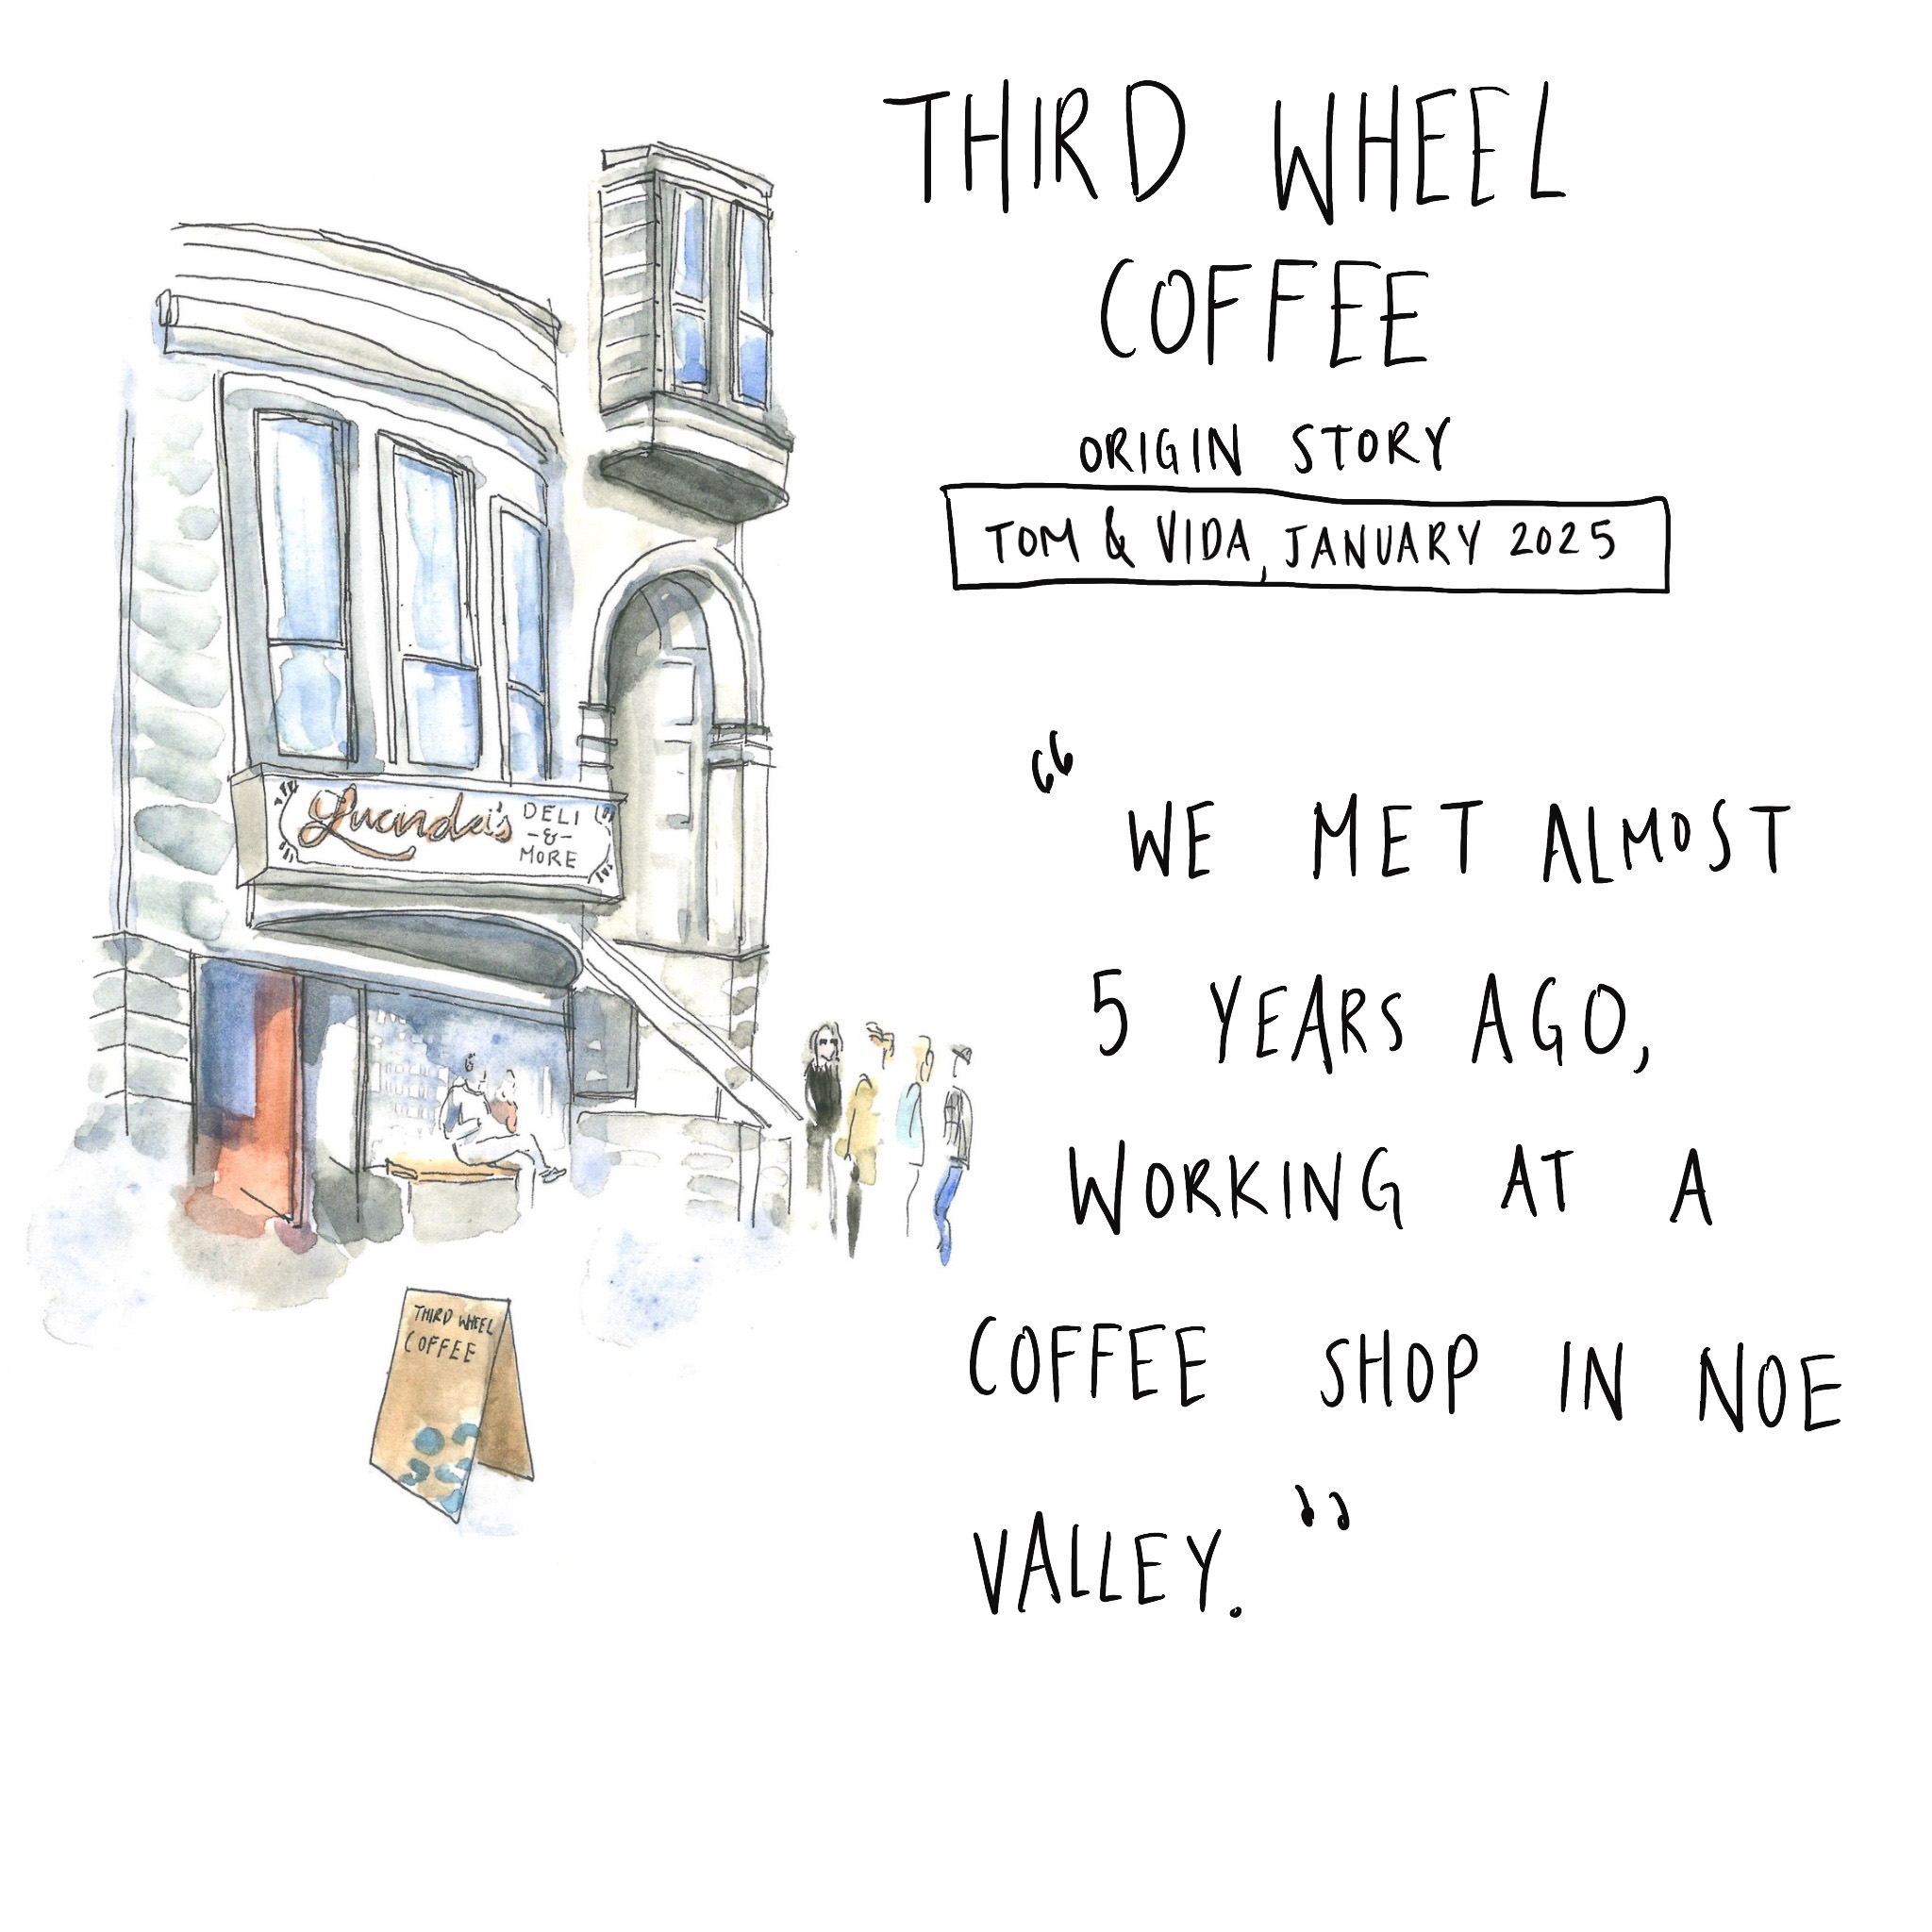 THIRD WHEEL
COFFEE
ORIGIN STORY
TOM & VIDA, JANUARY 2025
“WE MET ALMOST
5 YEARS AGO,
WORKING AT A
COFFEE SHOP IN NOE
VALLEY.”
Lucinda's DELI
-&-
MORE
THIRD WHEEL
COFFEE